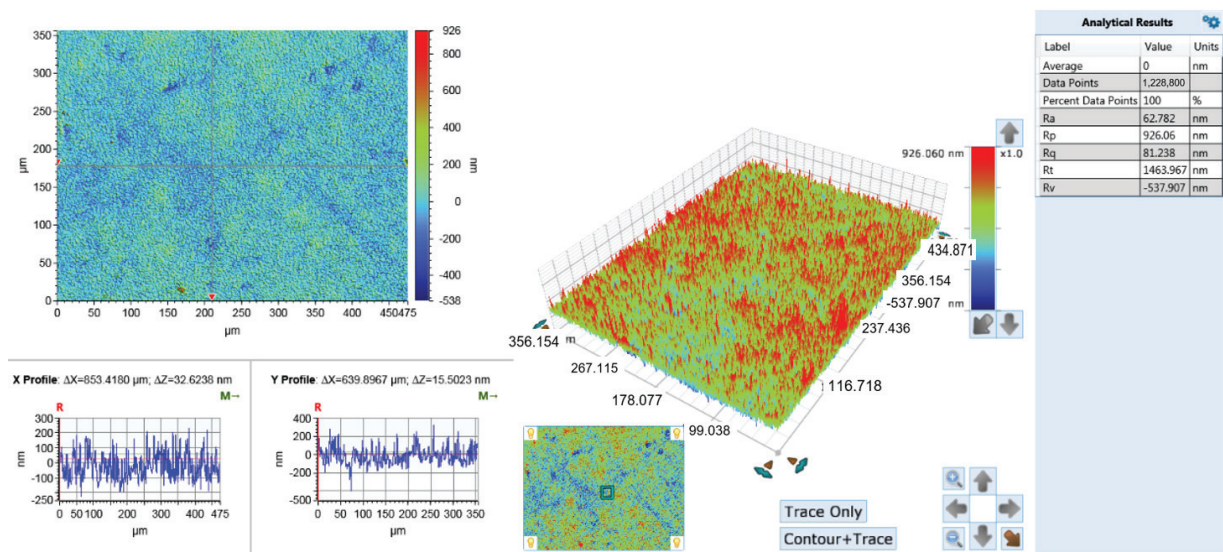 350
300
250
200
150
100
50
0
µm
0 50 100 150 200 250 300 350 400 450475
µm
926
800
600
400
200
0
-200
-400
-538
nm
X Profile: ΔX=853.4180 µm; ΔZ=32.6238 nm
M→
R
300
200
100
0
-100
-250
nm
0 50 100 200 300 400 475
µm
Y Profile: ΔX=639.8967 µm; ΔZ=15.5023 nm
M→
R
400
200
0
-200
-500
nm
0 50 100 150 200 250 300 350
µm
926.060 nm
x1.0
434.871
356.154
-537.907 nm
237.436
116.718
356.154 m
267.115
178.077
99.038
Trace Only
Contour+Trace
Analytical Results
Label Value Units
Average 0 nm
Data Points 1,228,800
Percent Data Points 100 %
Ra 62.782 nm
Rp 926.06 nm
Rq 81.238 nm
Rt 1463.967 nm
Rv -537.907 nm